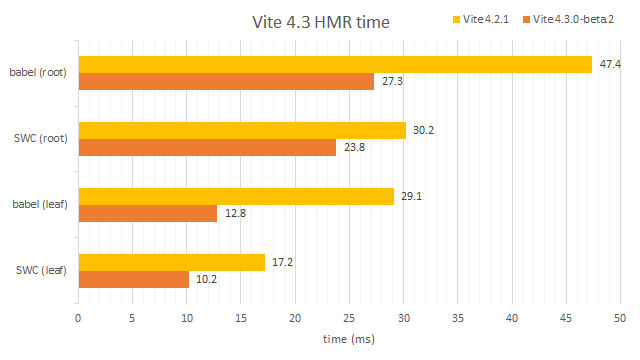 Vite 4.3 HMR time
Vite 4.2.1
Vite 4.3.0-beta.2
babel (root)
47.4
27.3
SWC (root)
30.2
23.8
babel (leaf)
29.1
12.8
SWC (leaf)
17.2
10.2
0 5 10 15 20 25 30 35 40 45 50
time (ms)